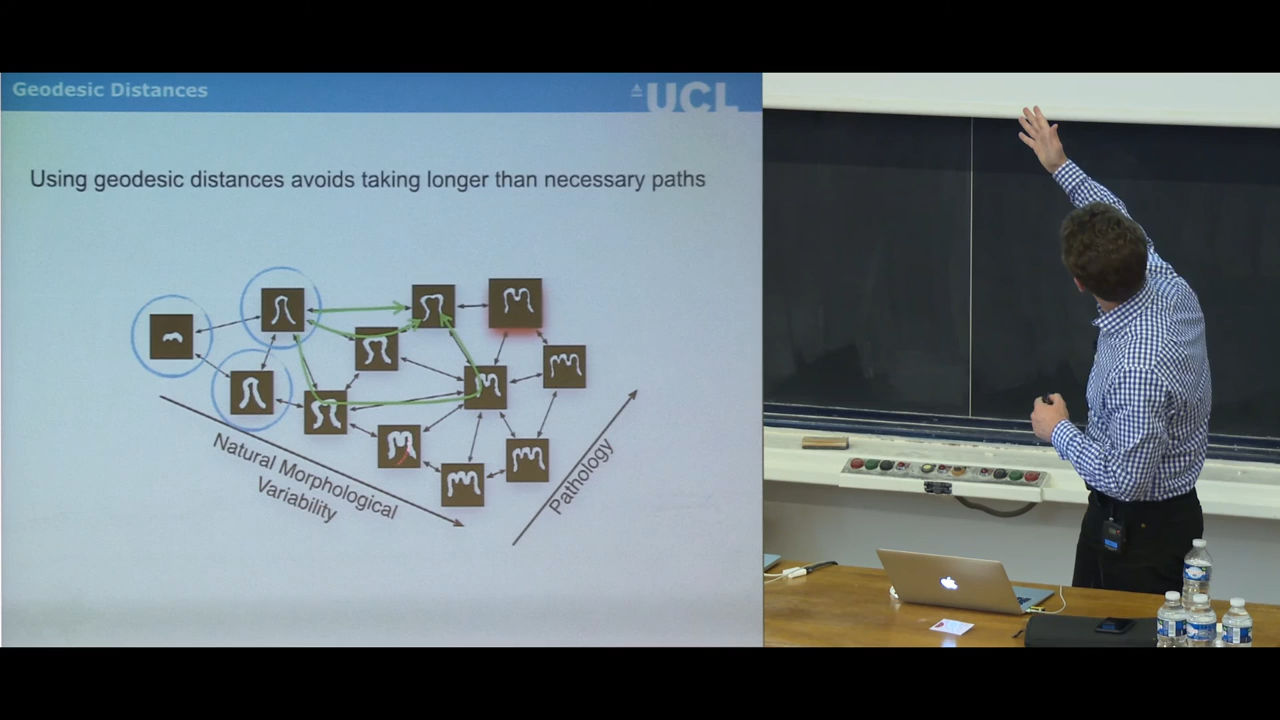 Geodesic Distances
UCL
Using geodesic distances avoids taking longer than necessary paths
Natural Morphological
Variability
Pathology